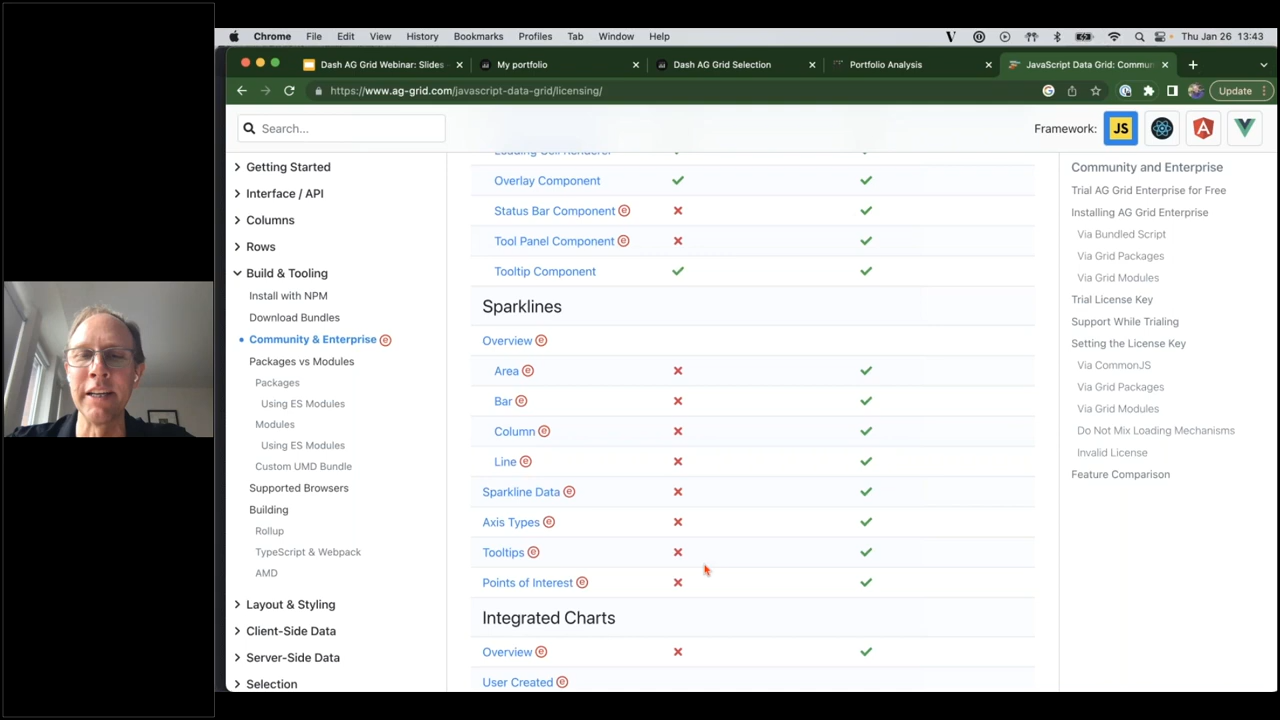 Chrome File Edit View History Bookmarks Profiles Tab Window Help Thu Jan 26 13:43
Dash AG Grid Webinar: Slides My portfolio Dash AG Grid Selection Portfolio Analysis JavaScript Data Grid: Commun
https://www.ag-grid.com/javascript-data-grid/licensing/ Update
Search... Framework: JS
Getting Started
Interface / API
Columns
Rows
Build & Tooling
Install with NPM
Download Bundles
Community & Enterprise e
Packages vs Modules
Packages
Using ES Modules
Modules
Using ES Modules
Custom UMD Bundle
Supported Browsers
Building
Rollup
TypeScript & Webpack
AMD
Layout & Styling
Client-Side Data
Server-Side Data
Selection
Loading Cell Renderer
Overlay Component
Status Bar Component e
Tool Panel Component e
Tooltip Component
Sparklines
Overview e
Area e
Bar e
Column e
Line e
Sparkline Data e
Axis Types e
Tooltips e
Points of Interest e
Integrated Charts
Overview e
User Created e
Community and Enterprise
Trial AG Grid Enterprise for Free
Installing AG Grid Enterprise
Via Bundled Script
Via Grid Packages
Via Grid Modules
Trial License Key
Support While Trialing
Setting the License Key
Via CommonJS
Via Grid Packages
Via Grid Modules
Do Not Mix Loading Mechanisms
Invalid License
Feature Comparison